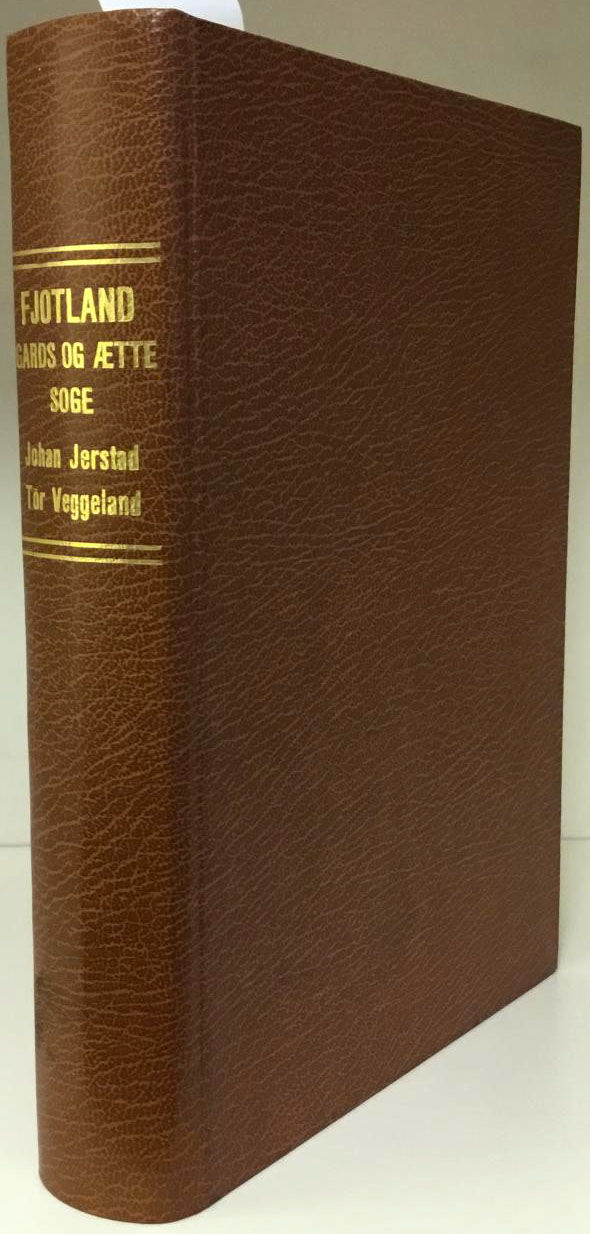 FJOTLAND
GARDS OG ÆTTE
SOGE
Johan Jerstad
Tor Veggeland